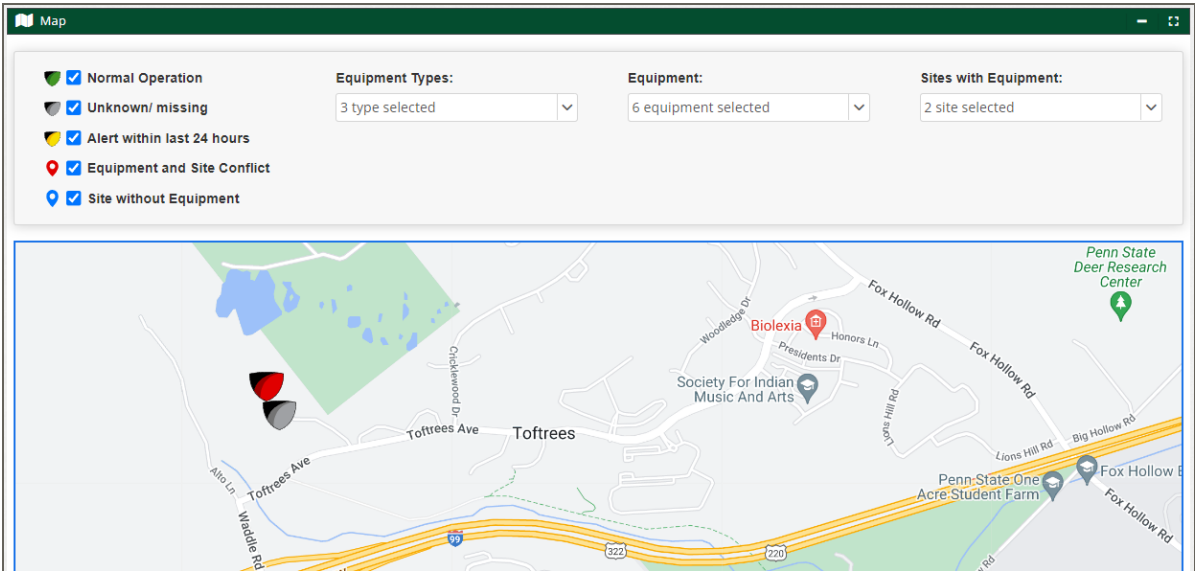 Map
Normal Operation
Unknown/ missing
Alert within last 24 hours
Equipment and Site Conflict
Site without Equipment
Equipment Types:
3 type selected
Equipment:
6 equipment selected
Sites with Equipment:
2 site selected
Penn State
Deer Research
Center
Fox Hollow Rd
Woodledge Dr
Biolexia
Honors Ln
Presidents Dr
Fox Hollow Rd
Cricklewood Dr
Society For Indian
Music And Arts
Lions Hill Rd
Toftrees Ave
Toftrees
Big Hollow Rd
Lions Hill Rd
Alto Ln
Toftrees Ave
Penn State One
Acre Student Farm
Fox Hollow E
Fox Hollow Rd
Waddle Rd
99
322
220
Rd